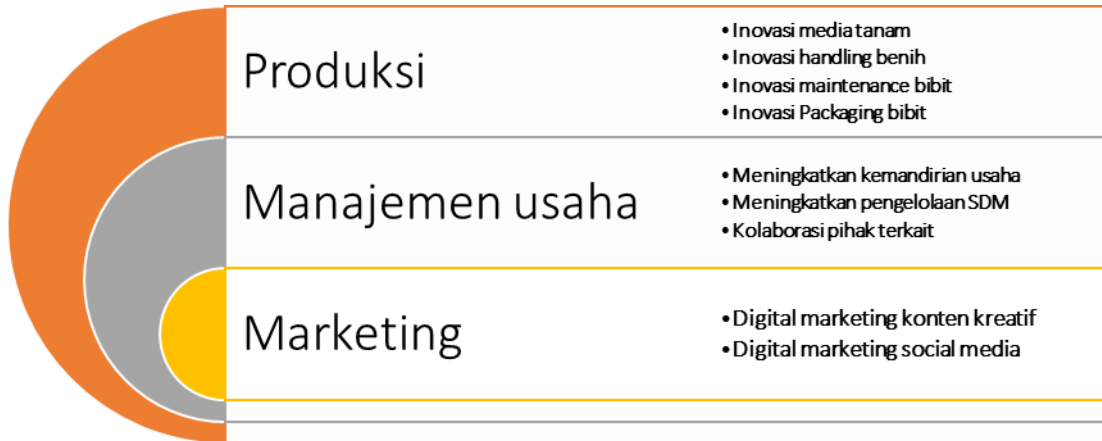 Produksi
• Inovasi media tanam
• Inovasi handling benih
• Inovasi maintenance bibit
• Inovasi Packaging bibit
Manajemen usaha
• Meningkatkan kemandirian usaha
• Meningkatkan pengelolaan SDM
• Kolaborasi pihak terkait
Marketing
• Digital marketing konten kreatif
• Digital marketing social media